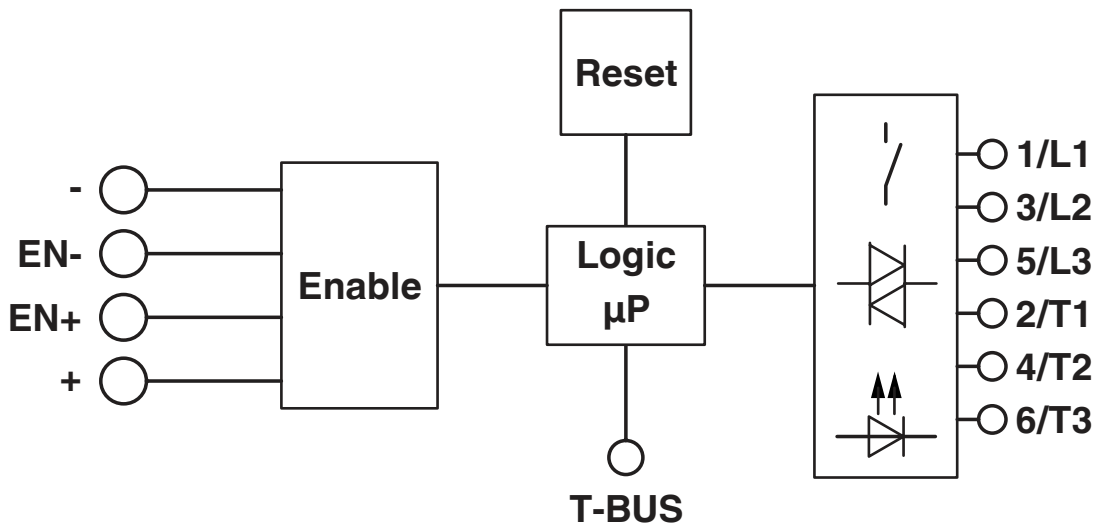 Reset
-
EN-
EN+
+
Enable
Logic
µP
T-BUS
1/L1
3/L2
5/L3
2/T1
4/T2
6/T3